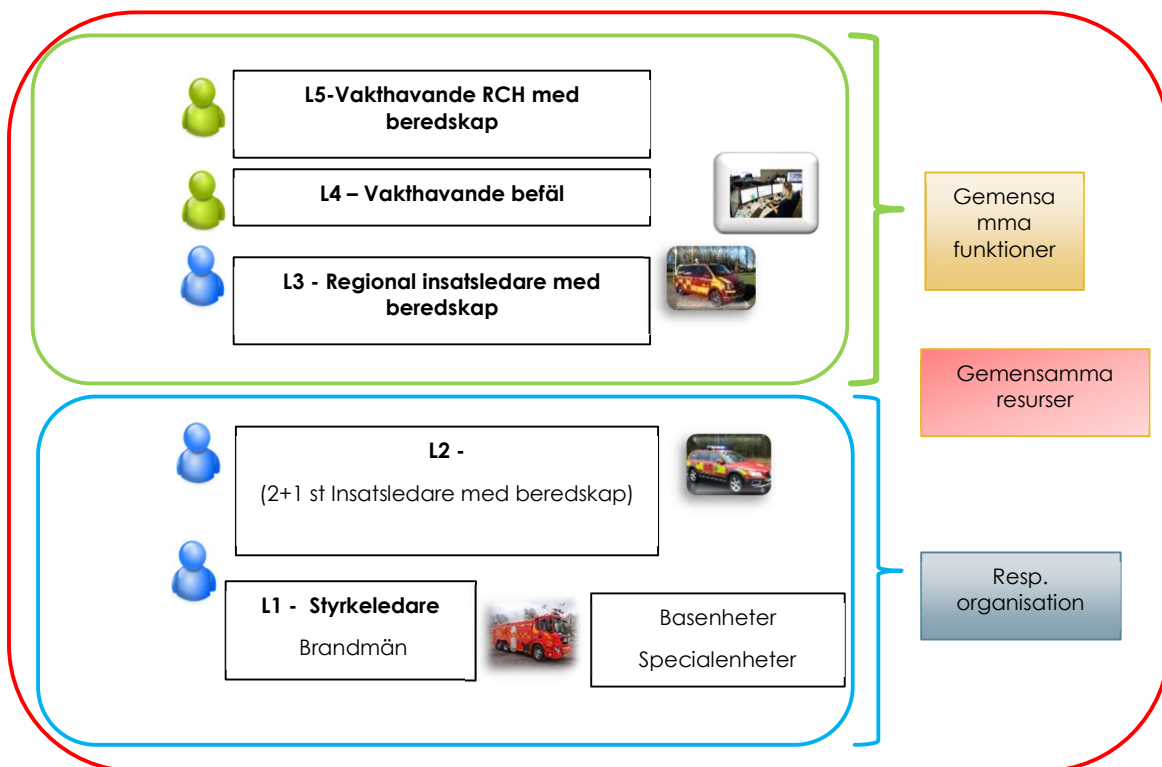 L5-Vakthavande RCH med
beredskap
L4 – Vakthavande befäl
L3 - Regional insatsledare med
beredskap
Gemensa
mma
funktioner
Gemensamma
resurser
L2 -
(2+1 st Insatsledare med beredskap)
L1 - Styrkeledare
Brandmän
Basenheter
Specialenheter
Resp.
organisation